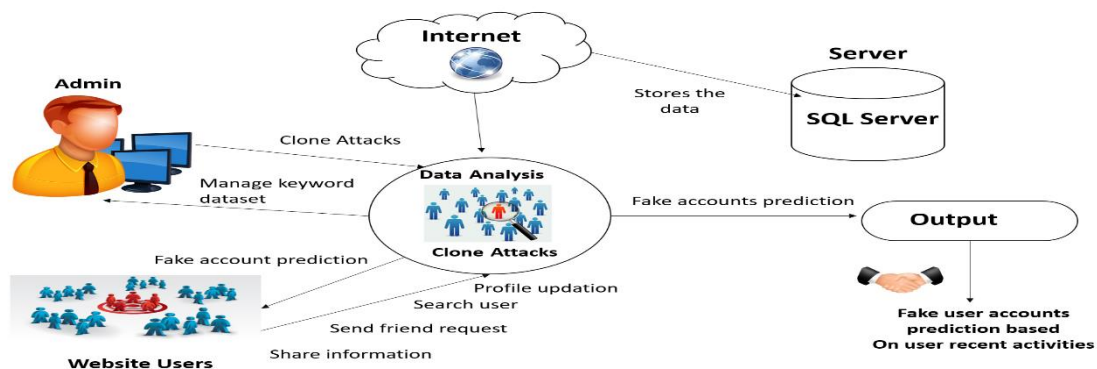 Internet
Server
Admin
Stores the
data
SQL Server
Clone Attacks
Data Analysis
Manage keyword
dataset
Fake accounts prediction
Output
Clone Attacks
Fake account prediction
Profile updation
Search user
Send friend request
Share information
Website Users
Fake user accounts
prediction based
On user recent activities